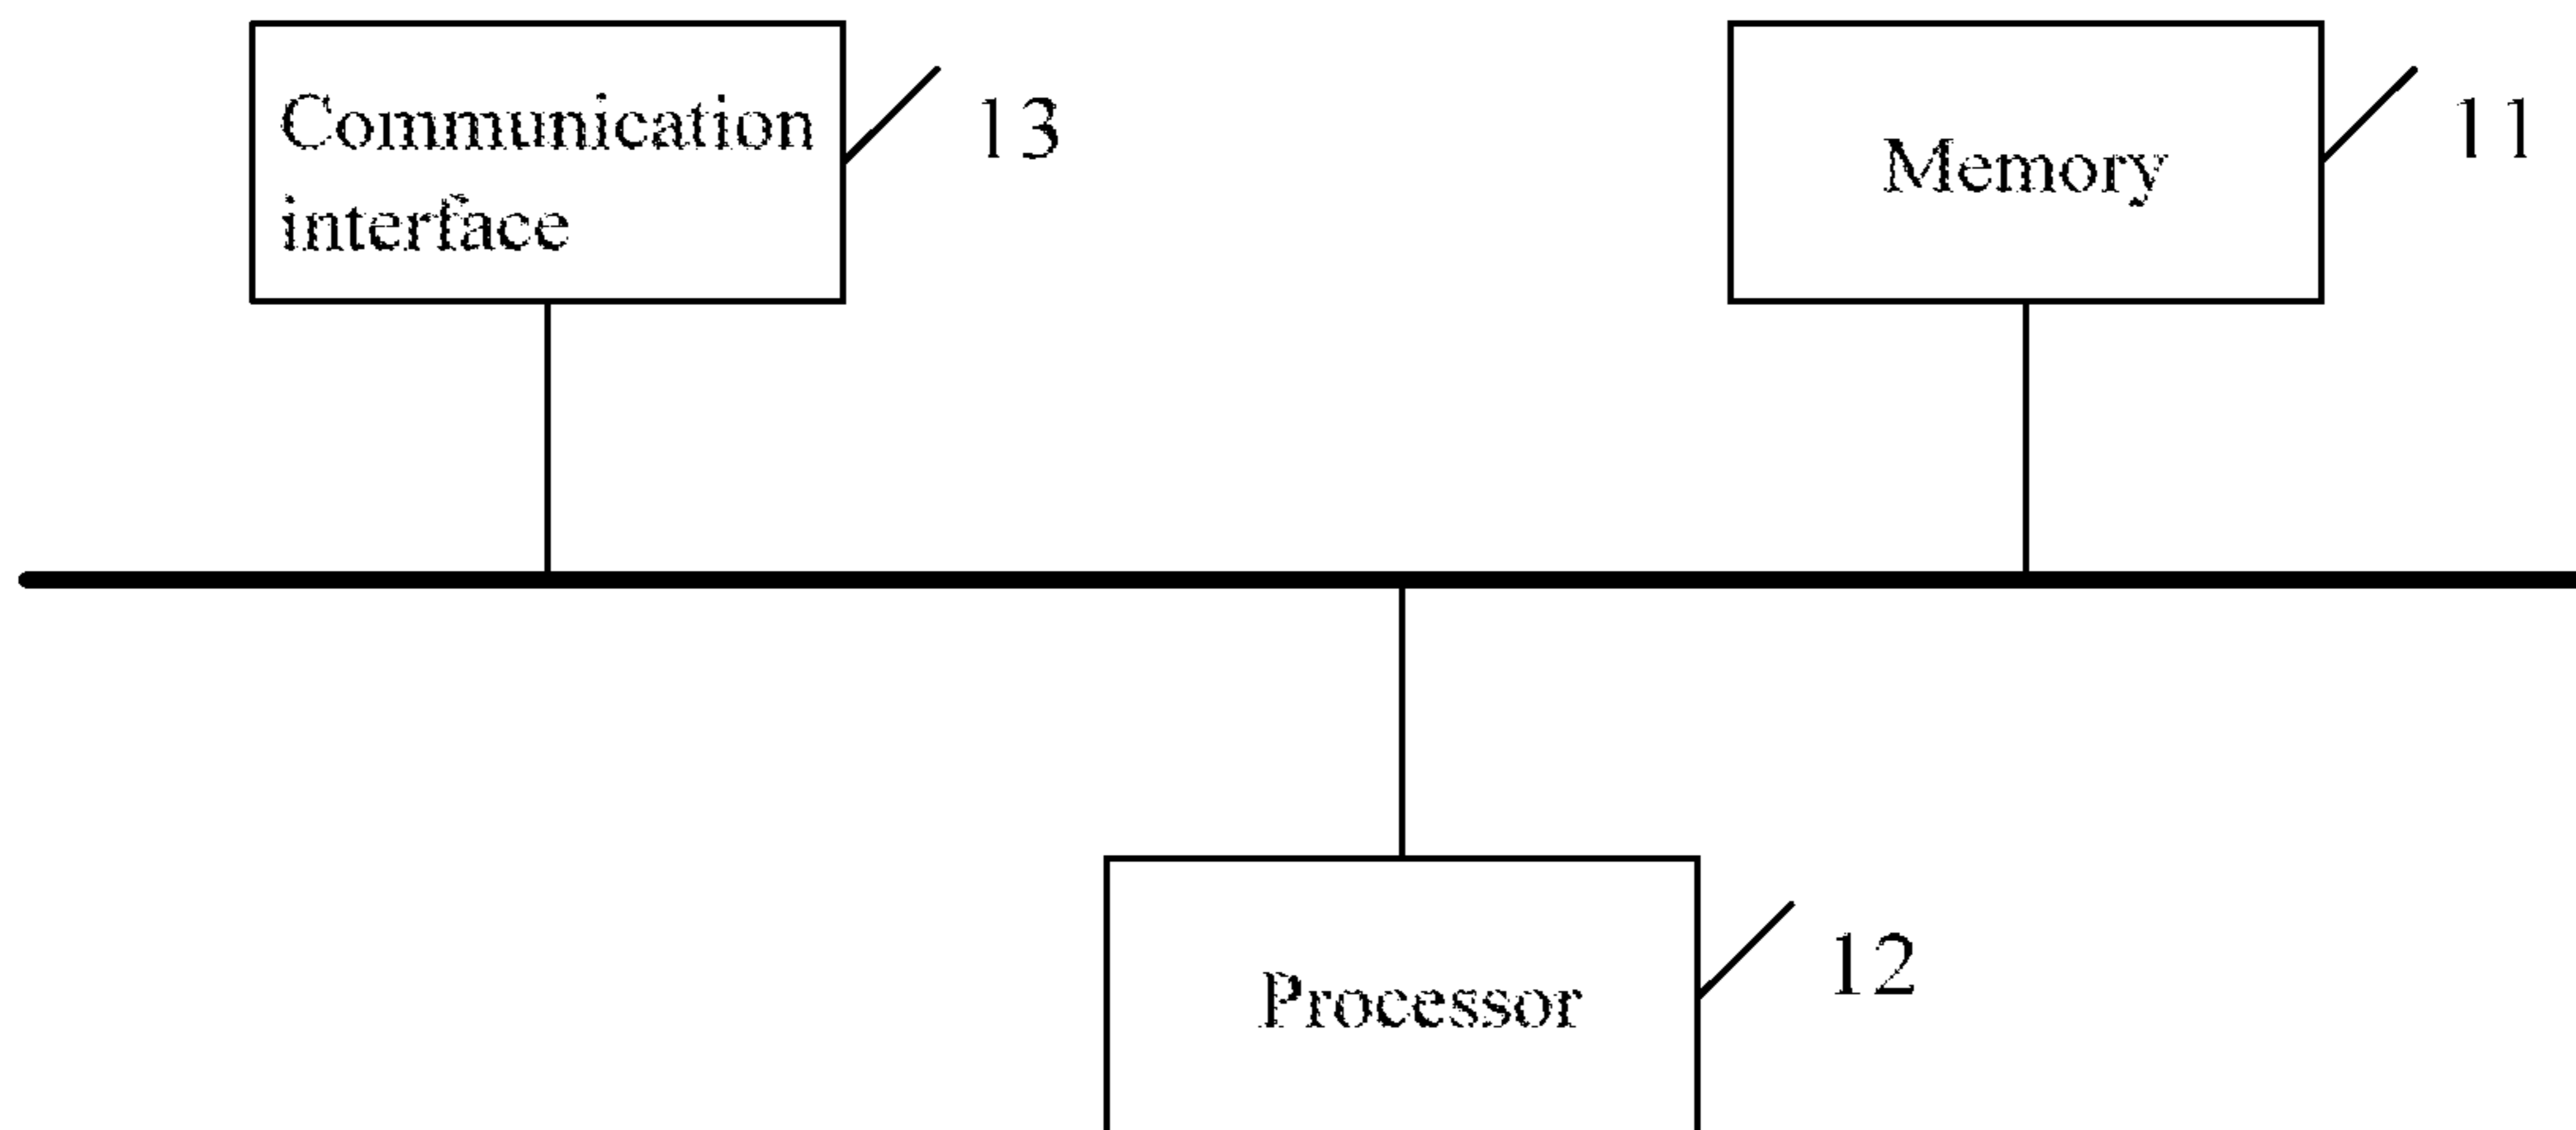 Communication
interface
13
Memory
11
Processor
12